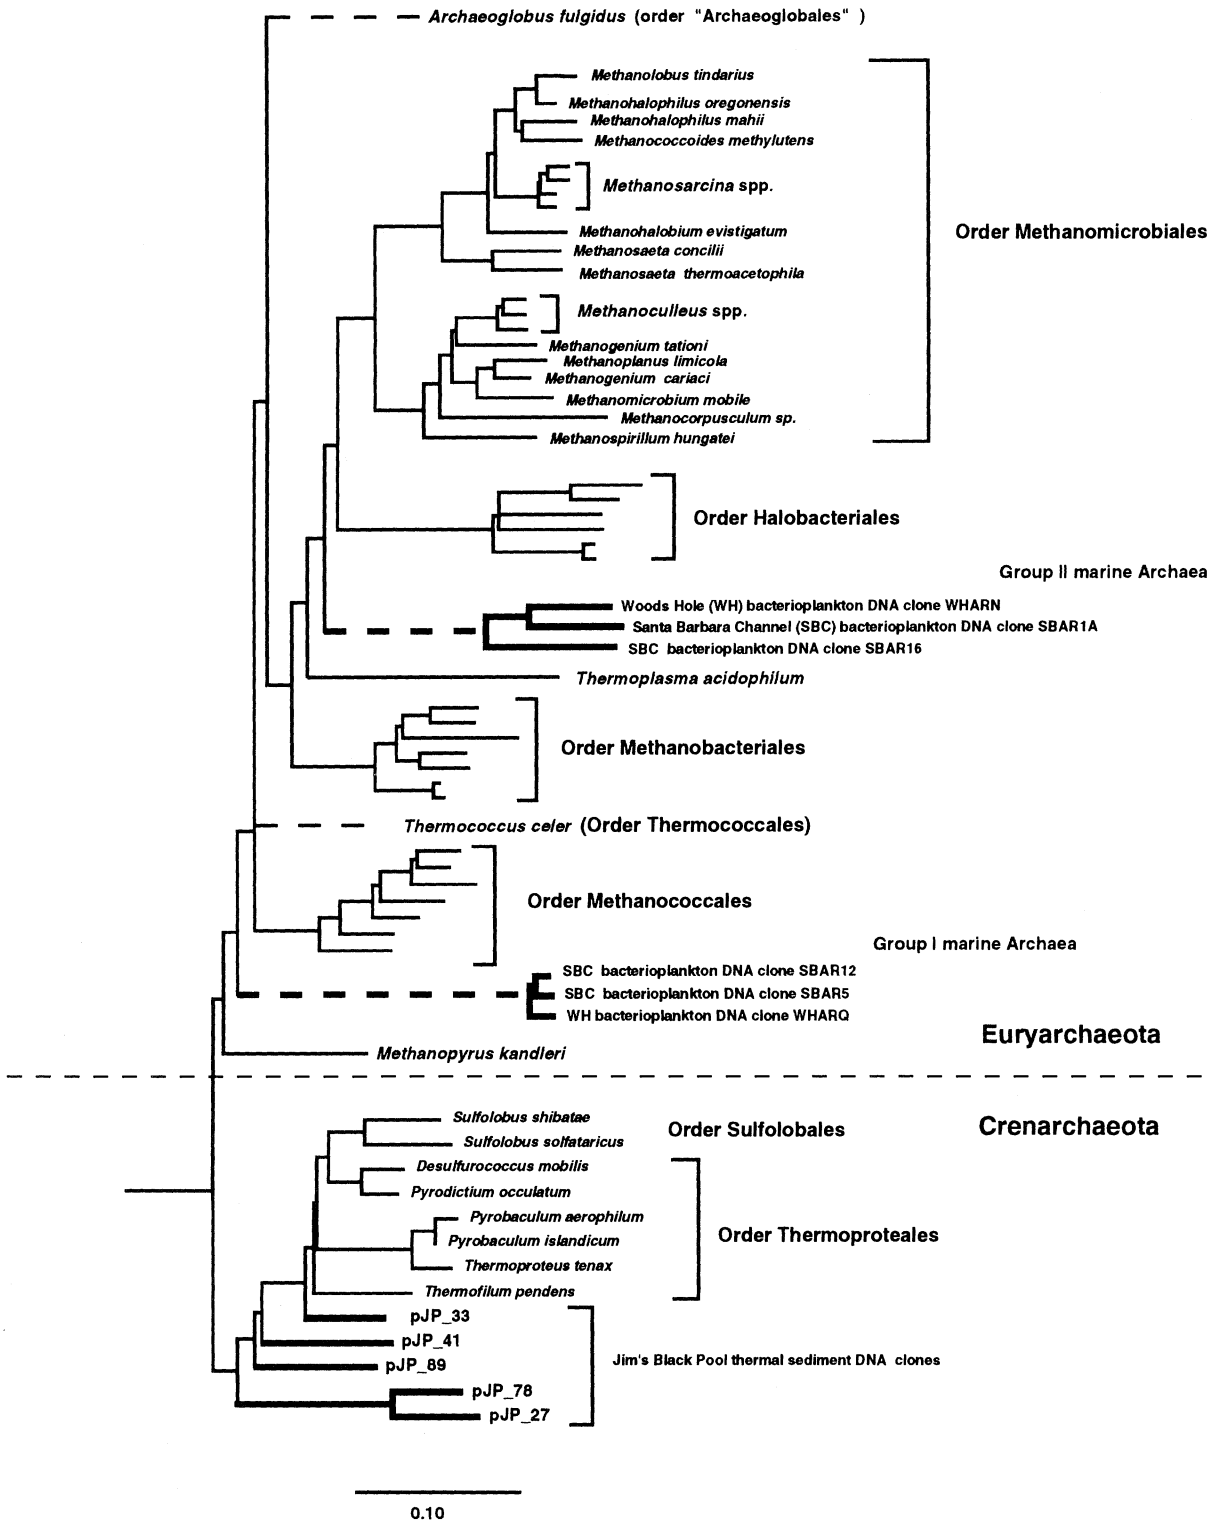 Archaeoglobus fulgidus (order "Archaeoglobales" )
Methanolobus tindarius
Methanohalophilus oregonensis
Methanohalophilus mahii
Methanococcoides methylutens
Methanosarcina spp.
Order Methanomicrobiales
Methanohalobium evistigatum
Methanosaeta concilii
Methanosaeta thermoacetophila
Methanoculleus spp.
Methanogenium tationi
Methanoplanus limicola
Methanogenium cariaci
Methanomicrobium mobile
Methanocorpusculum sp.
Methanospirillum hungatei
Order Halobacteriales
Group II marine Archaea
Woods Hole (WH) bacterioplankton DNA clone WHARN
Santa Barbara Channel (SBC) bacterioplankton DNA clone SBAR1A
SBC bacterioplankton DNA clone SBAR16
Thermoplasma acidophilum
Order Methanobacteriales
Thermococcus celer (Order Thermococcales)
Order Methanococcales
Group I marine Archaea
SBC bacterioplankton DNA clone SBAR12
SBC bacterioplankton DNA clone SBAR5
WH bacterioplankton DNA clone WHARQ
Euryarchaeota
Methanopyrus kandleri
Crenarchaeota
Sulfolobus shibatae
Order Sulfolobales
Sulfolobus solfataricus
Desulfurococcus mobilis
Pyrodictium occulatum
Pyrobaculum aerophilum
Order Thermoproteales
Pyrobaculum islandicum
Thermoproteus tenax
Thermofilum pendens
pJP_33
pJP_41
pJP_89
Jim's Black Pool thermal sediment DNA clones
pJP_78
pJP_27
0.10